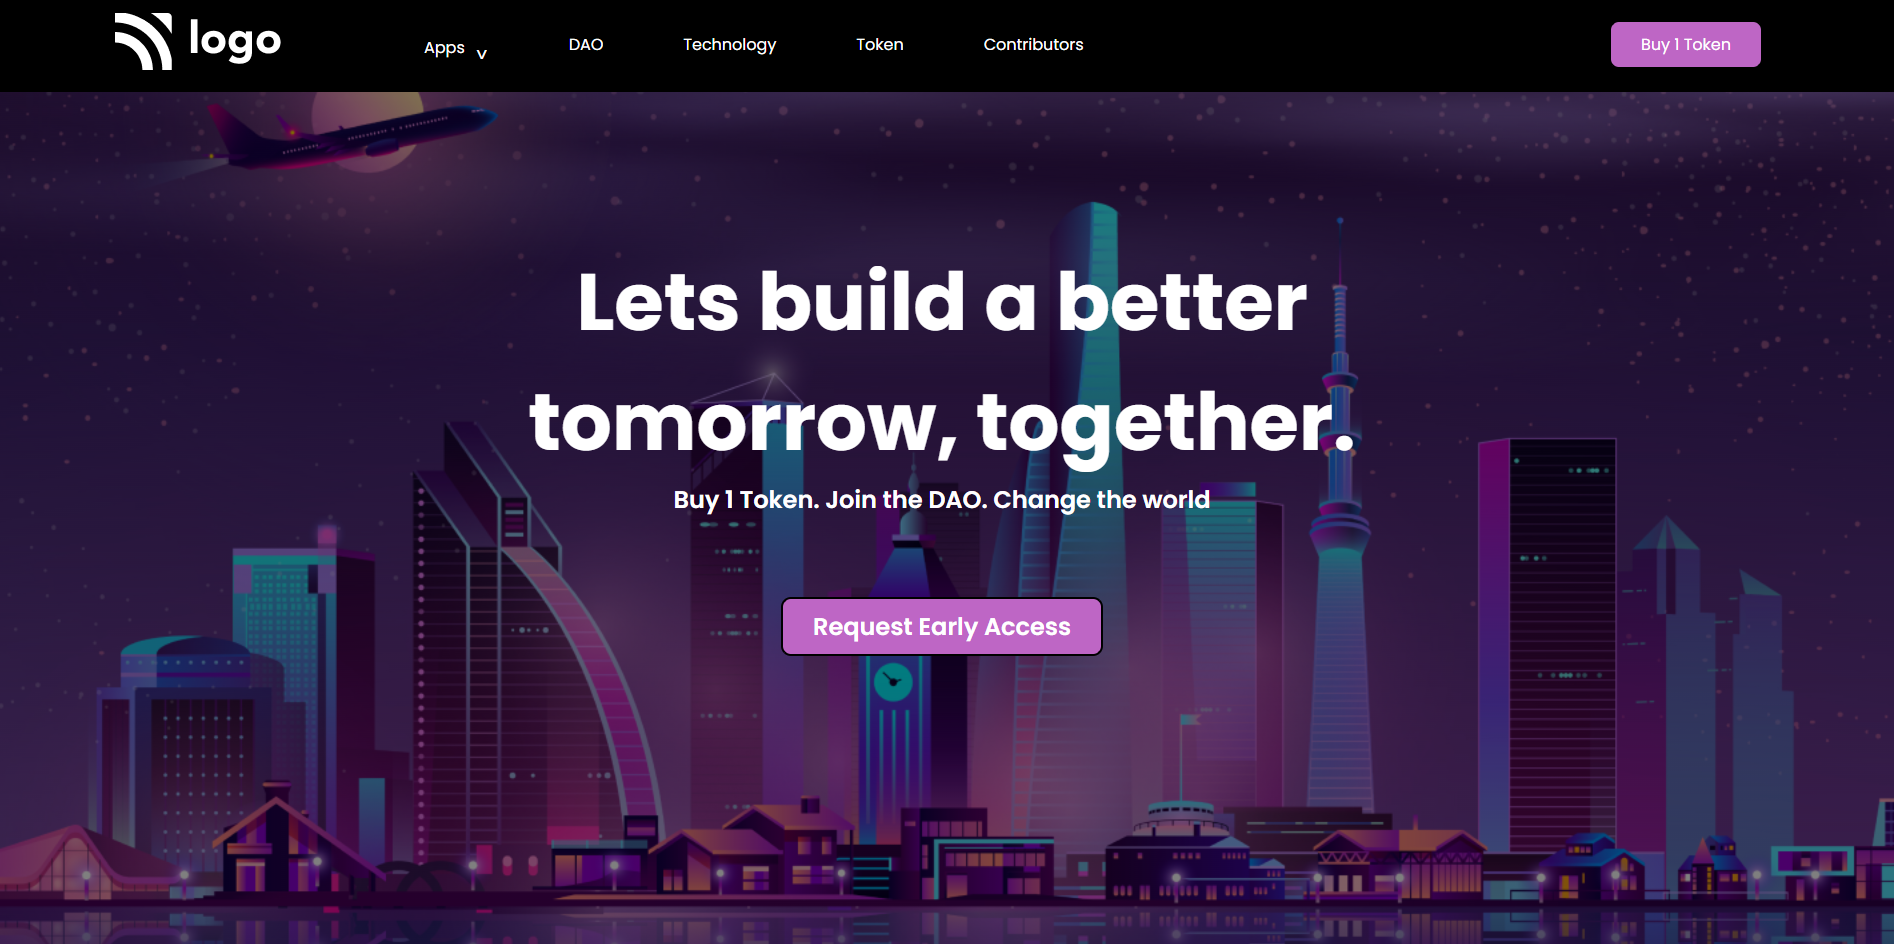 logo
Apps v
DAO
Technology
Token
Contributors
Buy 1 Token
Lets build a better
tomorrow, together.
Buy 1 Token. Join the DAO. Change the world
Request Early Access